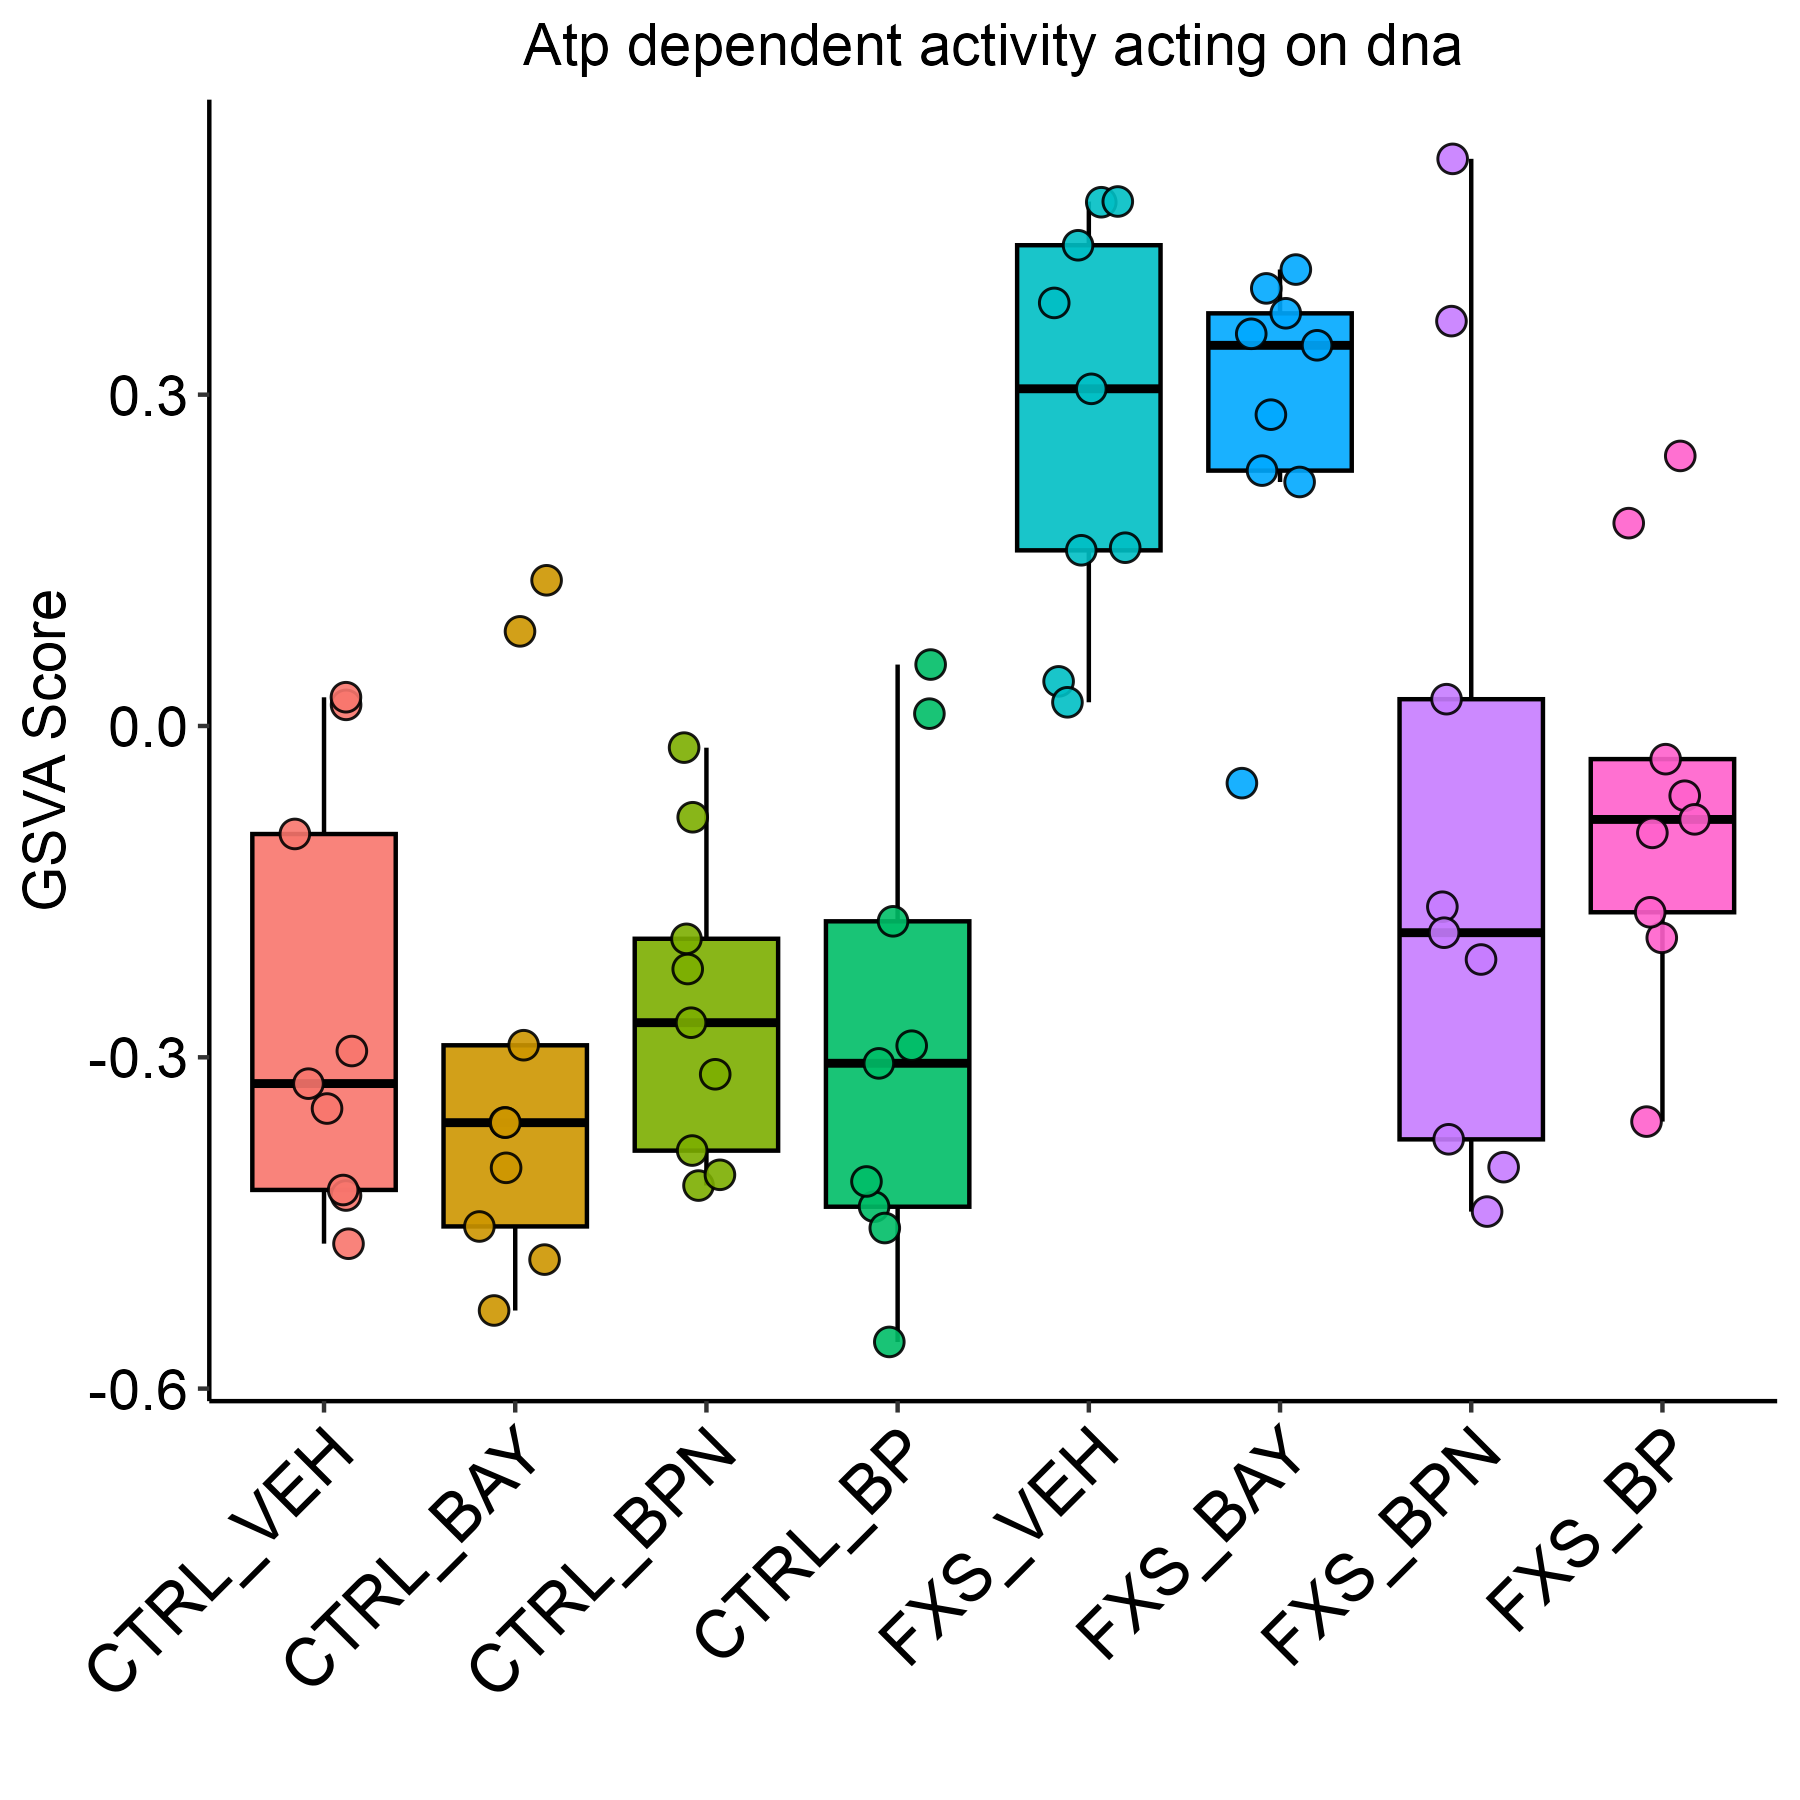 Atp dependent activity acting on dna
GSVA Score
0.3
0.0
-0.3
-0.6
CTRL_VEH
CTRL_BAY
CTRL_BPN
CTRL_BP
FXS_VEH
FXS_BAY
FXS_BPN
FXS_BP